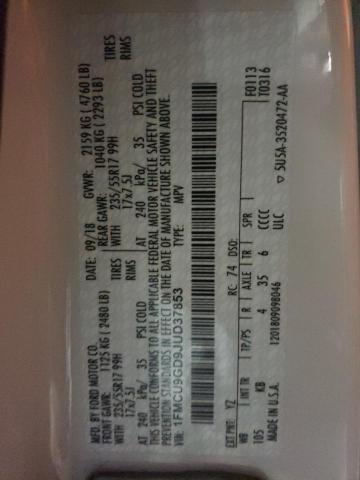 MFD. BY FORD MOTOR CO. DATE: 09/18 GVWR: 2159 KG ( 4760 LB)
FRONT GAWR: 1125 KG ( 2480 LB) REAR GAWR: 1040 KG ( 2293 LB)
WITH 235/55R17 99H TIRES WITH 235/55R17 99H TIRES
17x7.5J RIMS 17x7.5J RIMS
AT 240 kPa/ 35 PSI COLD AT 240 kPa/ 35 PSI COLD
THIS VEHICLE CONFORMS TO ALL APPLICABLE FEDERAL MOTOR VEHICLE SAFETY AND THEFT
PREVENTION STANDARDS IN EFFECT ON THE DATE OF MANUFACTURE SHOWN ABOVE.
VIN: 1FMCU9GD9JUD37853 TYPE: MPV
EXT PNT: YZ RC: 74 DSO: F0113
WB INT TR TP/PS R AXLE TR SPR T0316
105 KB 4 35 6 CCCC
MADE IN U.S.A. 1201809098046 ULC
5U5A-3520472-AA